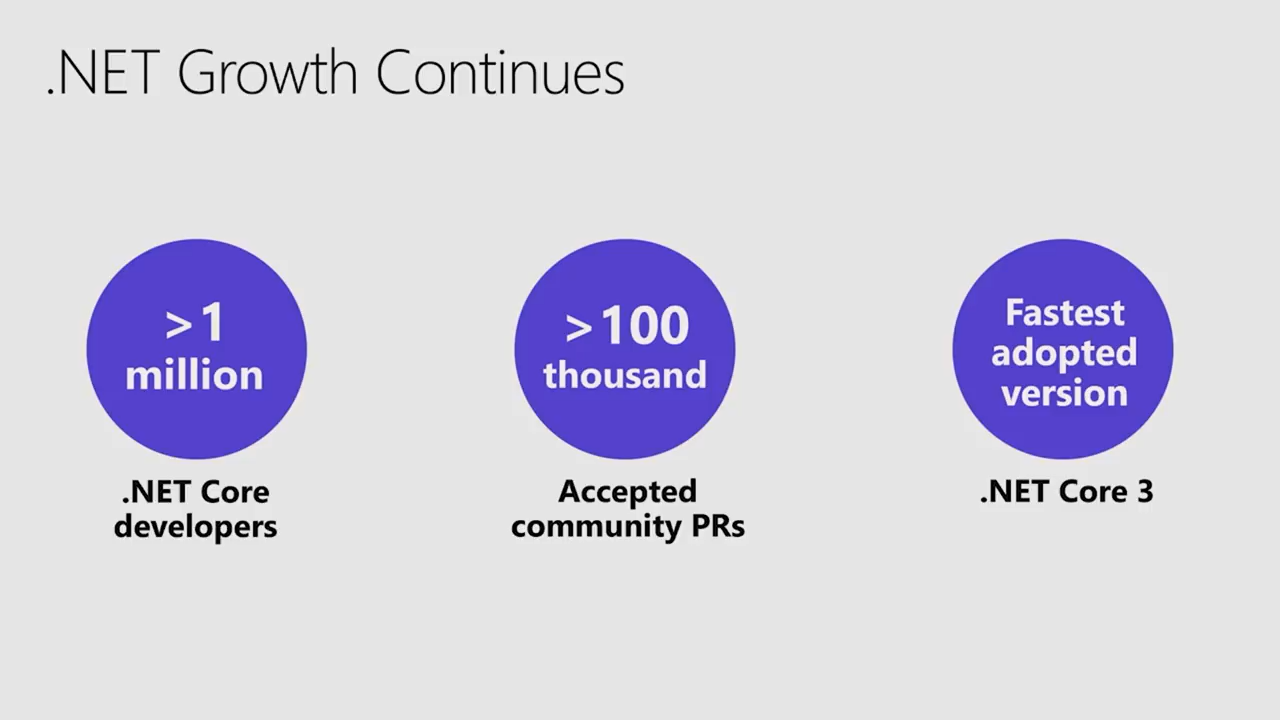 .NET Growth Continues
>1
million
.NET Core
developers
>100
thousand
Accepted
community PRs
Fastest
adopted
version
.NET Core 3